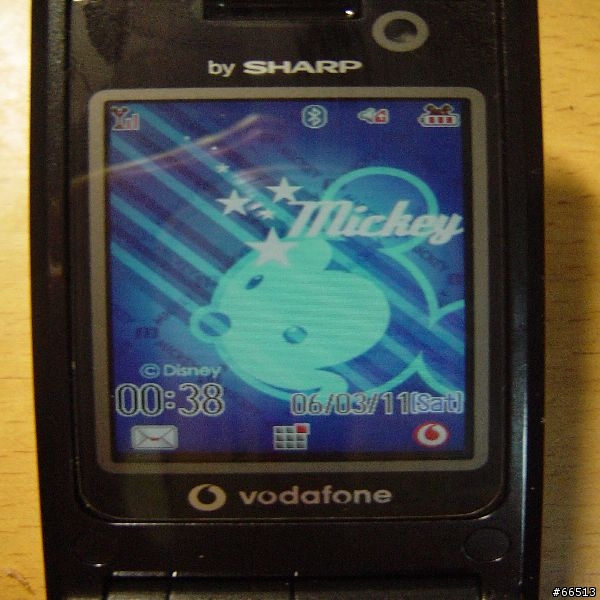 by SHARP
Mickey
© Disney
00:38
06/03/11[Sat]
vodafone
#66513